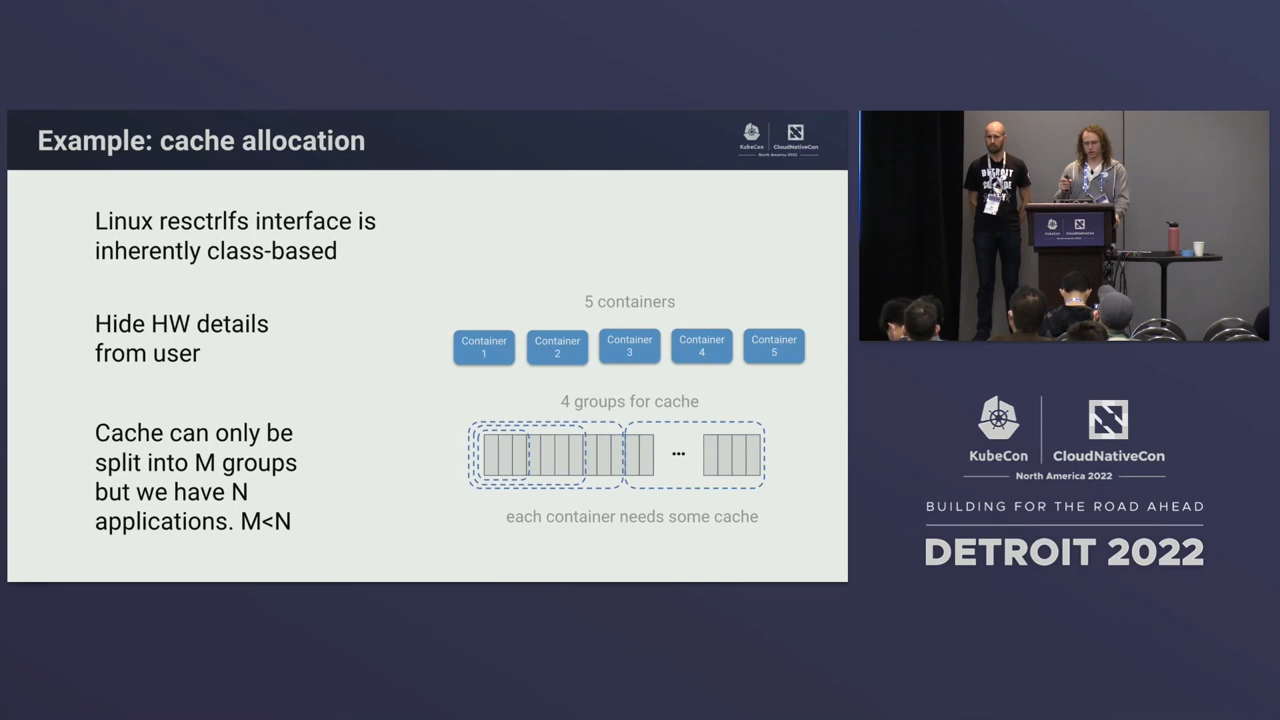 Example: cache allocation
KubeCon
CloudNativeCon
North America 2022
Linux resctrlfs interface is
inherently class-based
Hide HW details
from user
Cache can only be
split into M groups
but we have N
applications. M<N
5 containers
Container
1
Container
2
Container
3
Container
4
Container
5
4 groups for cache
...
each container needs some cache
DETROIT
KubeCon
CloudNativeCon
KubeCon
CloudNativeCon
North America 2022
BUILDING FOR THE ROAD AHEAD
DETROIT 2022